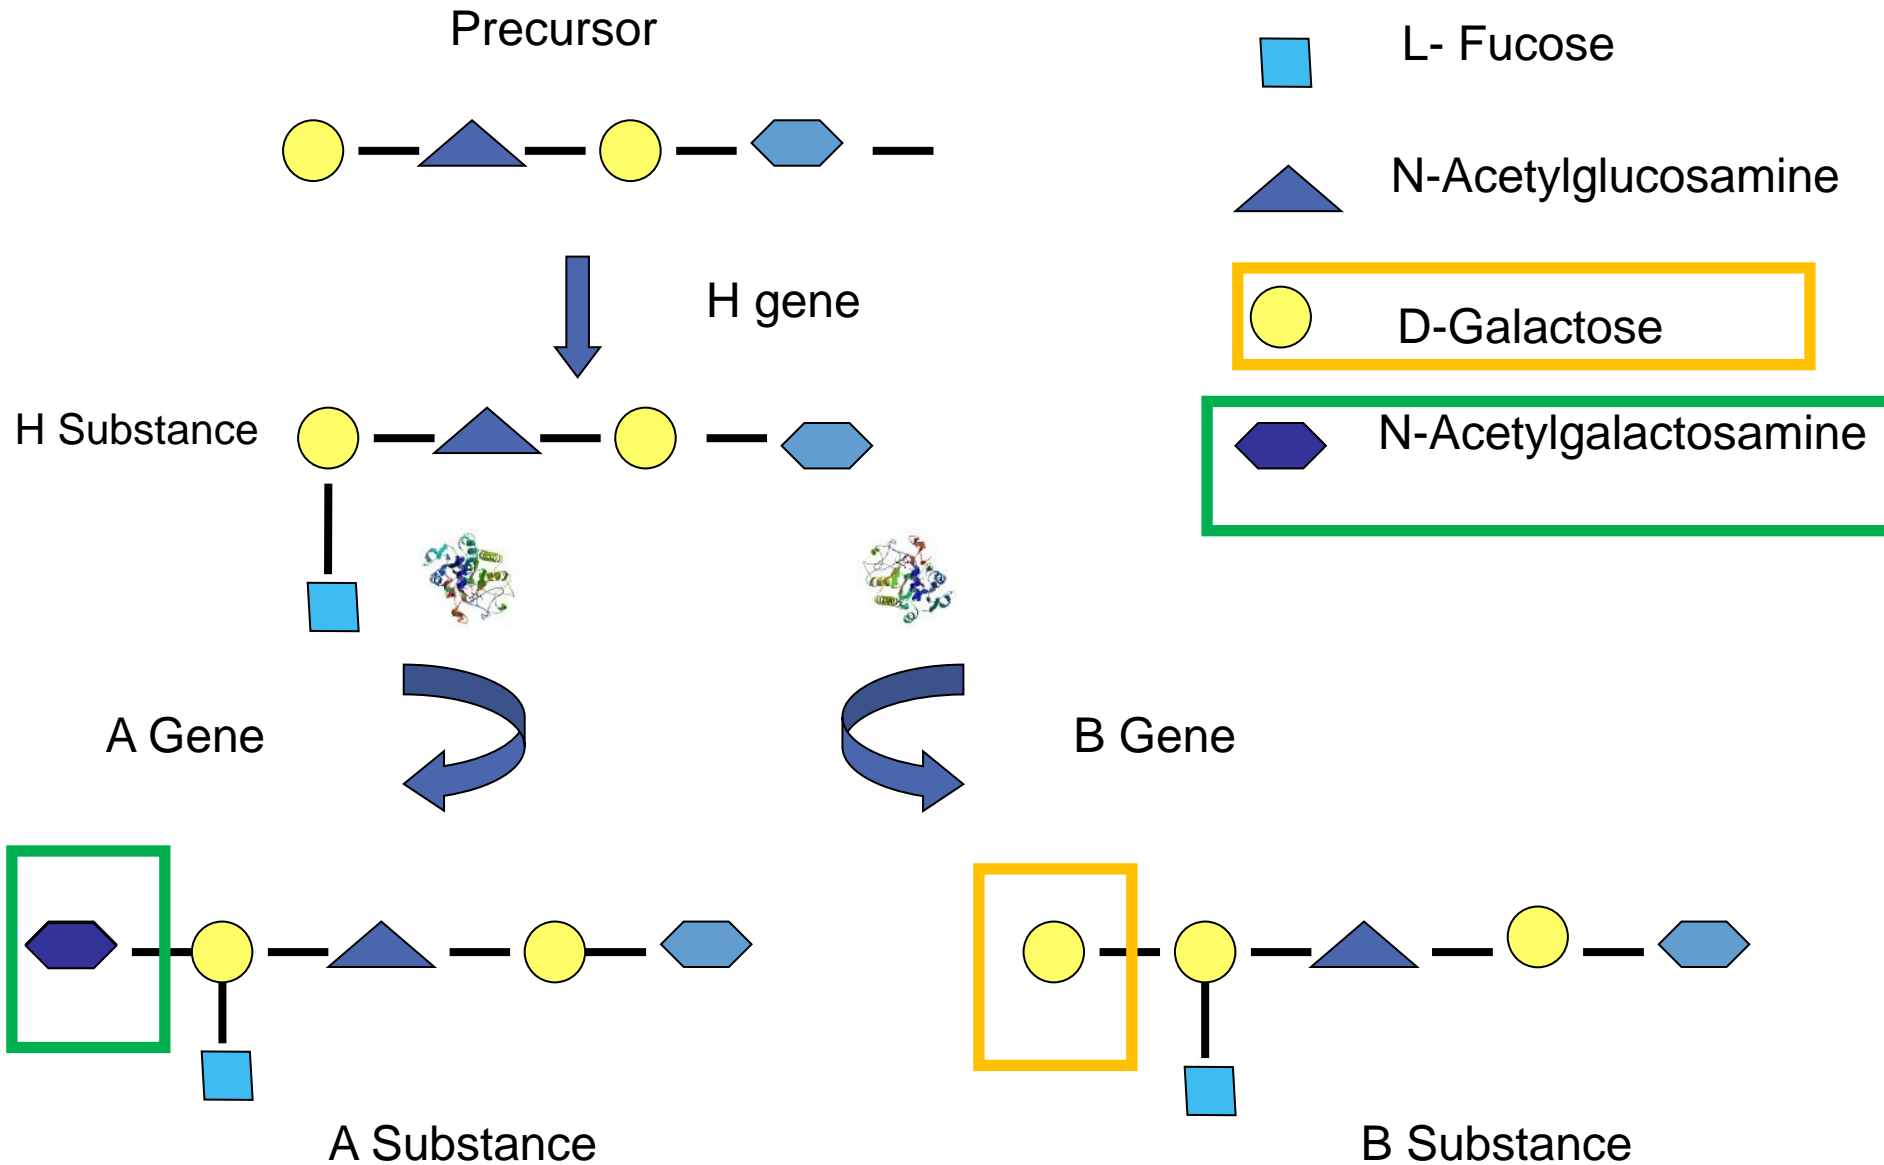 Precursor
L- Fucose
N-Acetylglucosamine
H gene
D-Galactose
H Substance
N-Acetylgalactosamine
A Gene
B Gene
A Substance
B Substance